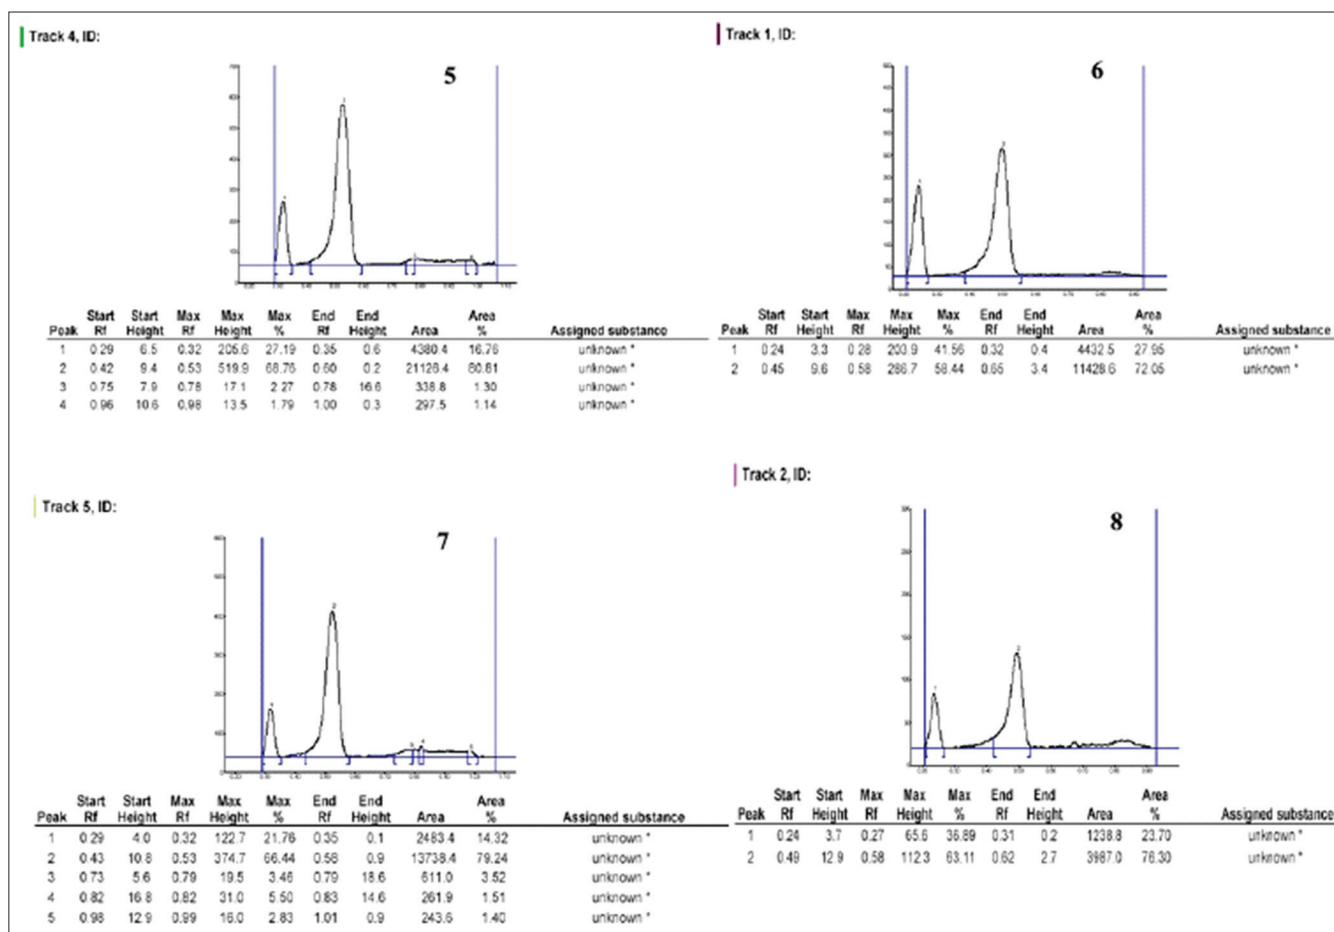 Track 4, ID:
5
Start Start Max Max Max End End Area
Peak Rf Height Rf Height % Rf Height Area % Assigned substance
1 0.29 6.5 0.32 205.6 27.19 0.35 0.6 4380.4 16.76 unknown *
2 0.42 9.4 0.53 519.9 68.76 0.60 0.2 21126.4 80.81 unknown *
3 0.75 7.9 0.78 17.1 2.27 0.78 16.6 338.8 1.30 unknown *
4 0.96 10.6 0.98 13.5 1.79 1.00 0.3 297.5 1.14 unknown *
Track 1, ID:
6
Start Start Max Max Max End End Area
Peak Rf Height Rf Height % Rf Height Area % Assigned substance
1 0.24 3.3 0.28 203.9 41.56 0.32 0.4 4432.5 27.95 unknown *
2 0.45 9.6 0.58 286.7 58.44 0.65 3.4 11428.6 72.05 unknown *
Track 5, ID:
7
Start Start Max Max Max End End Area
Peak Rf Height Rf Height % Rf Height Area % Assigned substance
1 0.29 4.0 0.32 122.7 21.76 0.35 0.1 2483.4 14.32 unknown *
2 0.43 10.8 0.53 374.7 66.44 0.58 0.9 13738.4 79.24 unknown *
3 0.73 5.6 0.79 19.5 3.46 0.79 18.6 611.0 3.52 unknown *
4 0.82 16.8 0.82 31.0 5.50 0.83 14.6 261.9 1.51 unknown *
5 0.98 12.9 0.99 16.0 2.83 1.01 0.9 243.6 1.40 unknown *
Track 2, ID:
8
Start Start Max Max Max End End Area
Peak Rf Height Rf Height % Rf Height Area % Assigned substance
1 0.24 3.7 0.27 65.6 36.89 0.31 0.2 1238.8 23.70 unknown *
2 0.49 12.9 0.58 112.3 63.11 0.62 2.7 3987.0 76.30 unknown *